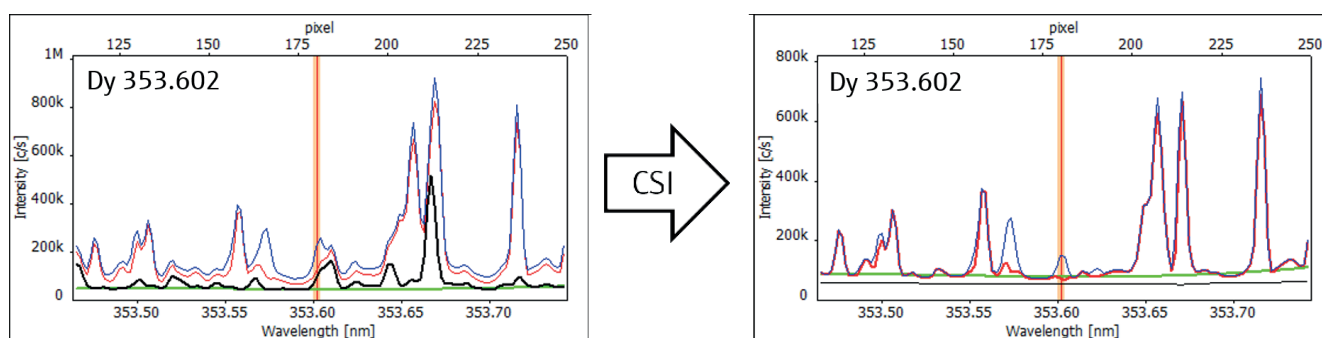 pixel
125 150 175 200 225 250
1M
Dy 353.602
800k
600k
400k
200k
0
Intensity [c/s]
353.50 353.55 353.60 353.65 353.70
Wavelength [nm]
CSI
pixel
125 150 175 200 225 250
800k
Dy 353.602
600k
400k
200k
0
Intensity [c/s]
353.50 353.55 353.60 353.65 353.70
Wavelength [nm]